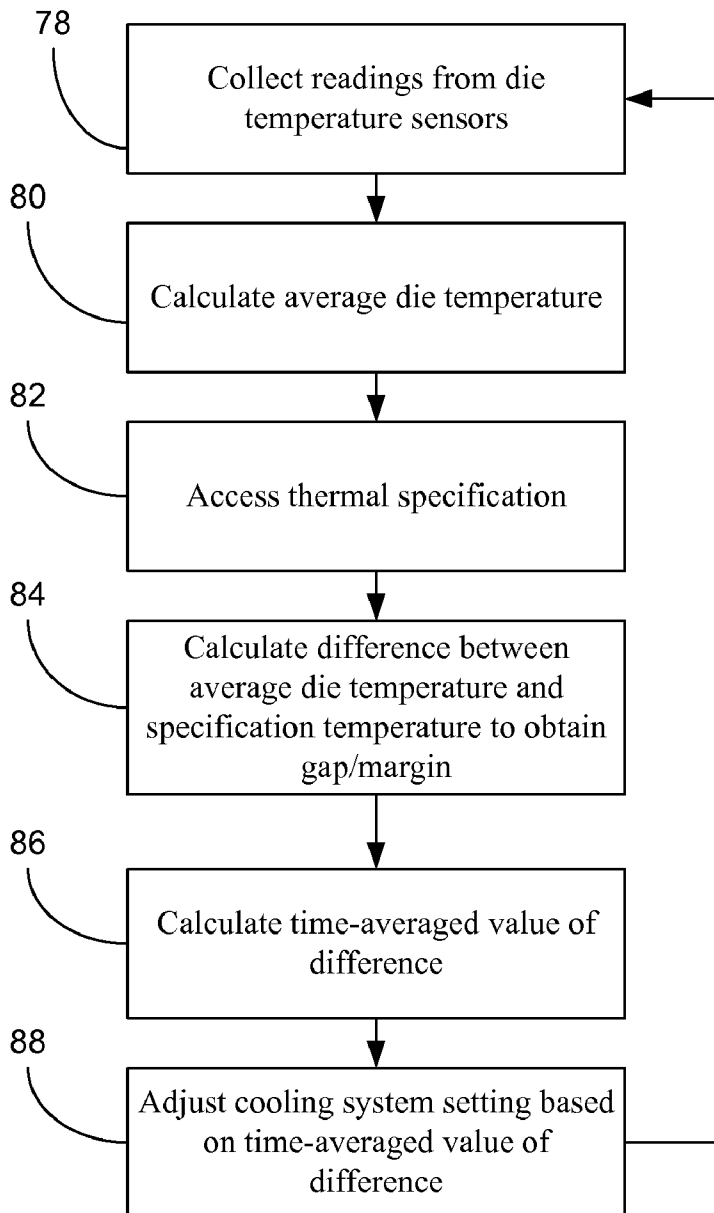 78
Collect readings from die
temperature sensors
80
Calculate average die temperature
82
Access thermal specification
84
Calculate difference between
average die temperature and
specification temperature to obtain
gap/margin
86
Calculate time-averaged value of
difference
88
Adjust cooling system setting based
on time-averaged value of
difference